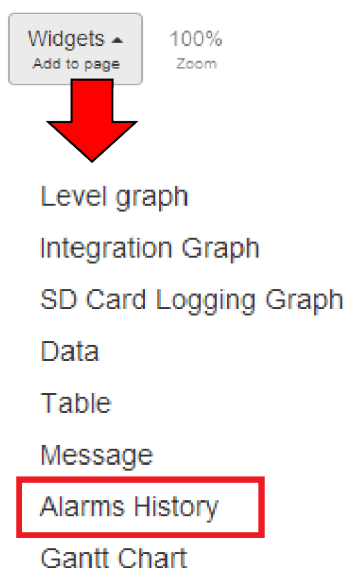 Widgets ▲ 100%
Add to page Zoom
Level graph
Integration Graph
SD Card Logging Graph
Data
Table
Message
Alarms History
Gantt Chart